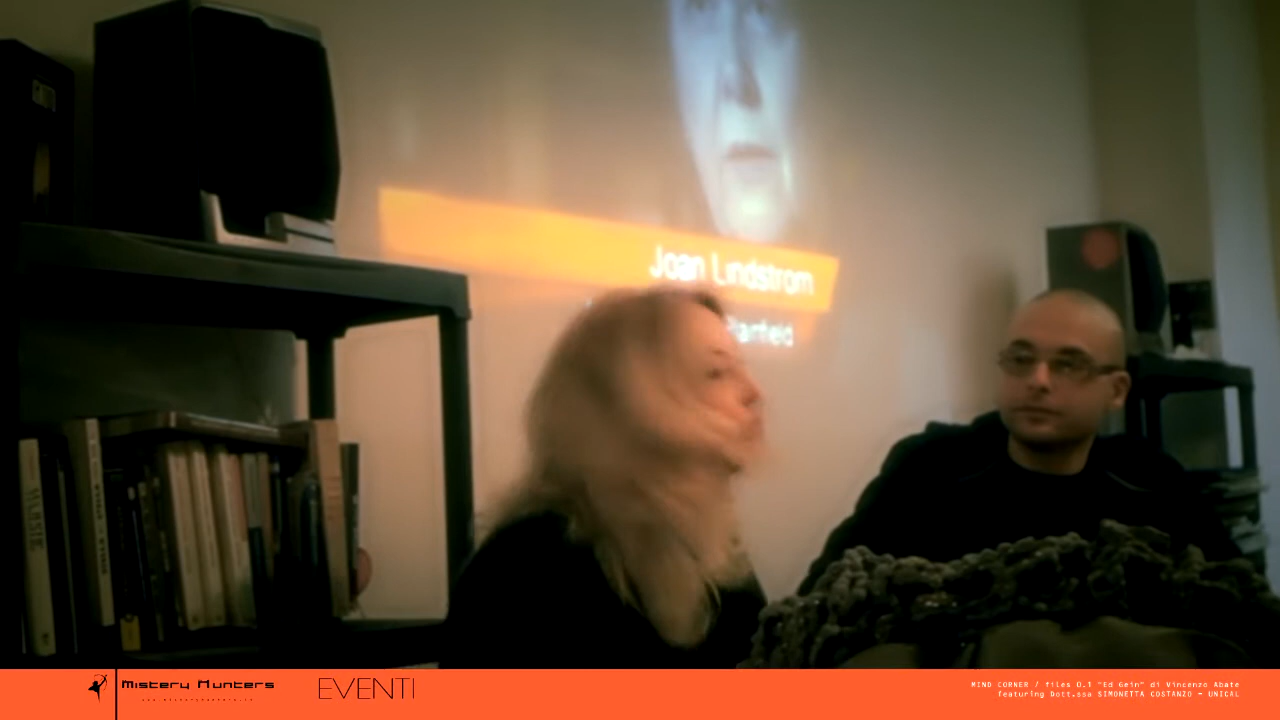 Joan Lindstrom
Plainfield
Mistery Hunters
EVENTI
MIND CORNER / files 0.1 "Ed Gein" di Vincenzo Abate
featuring Dott.ssa SIMONETTA COSTANZO - UNICAL